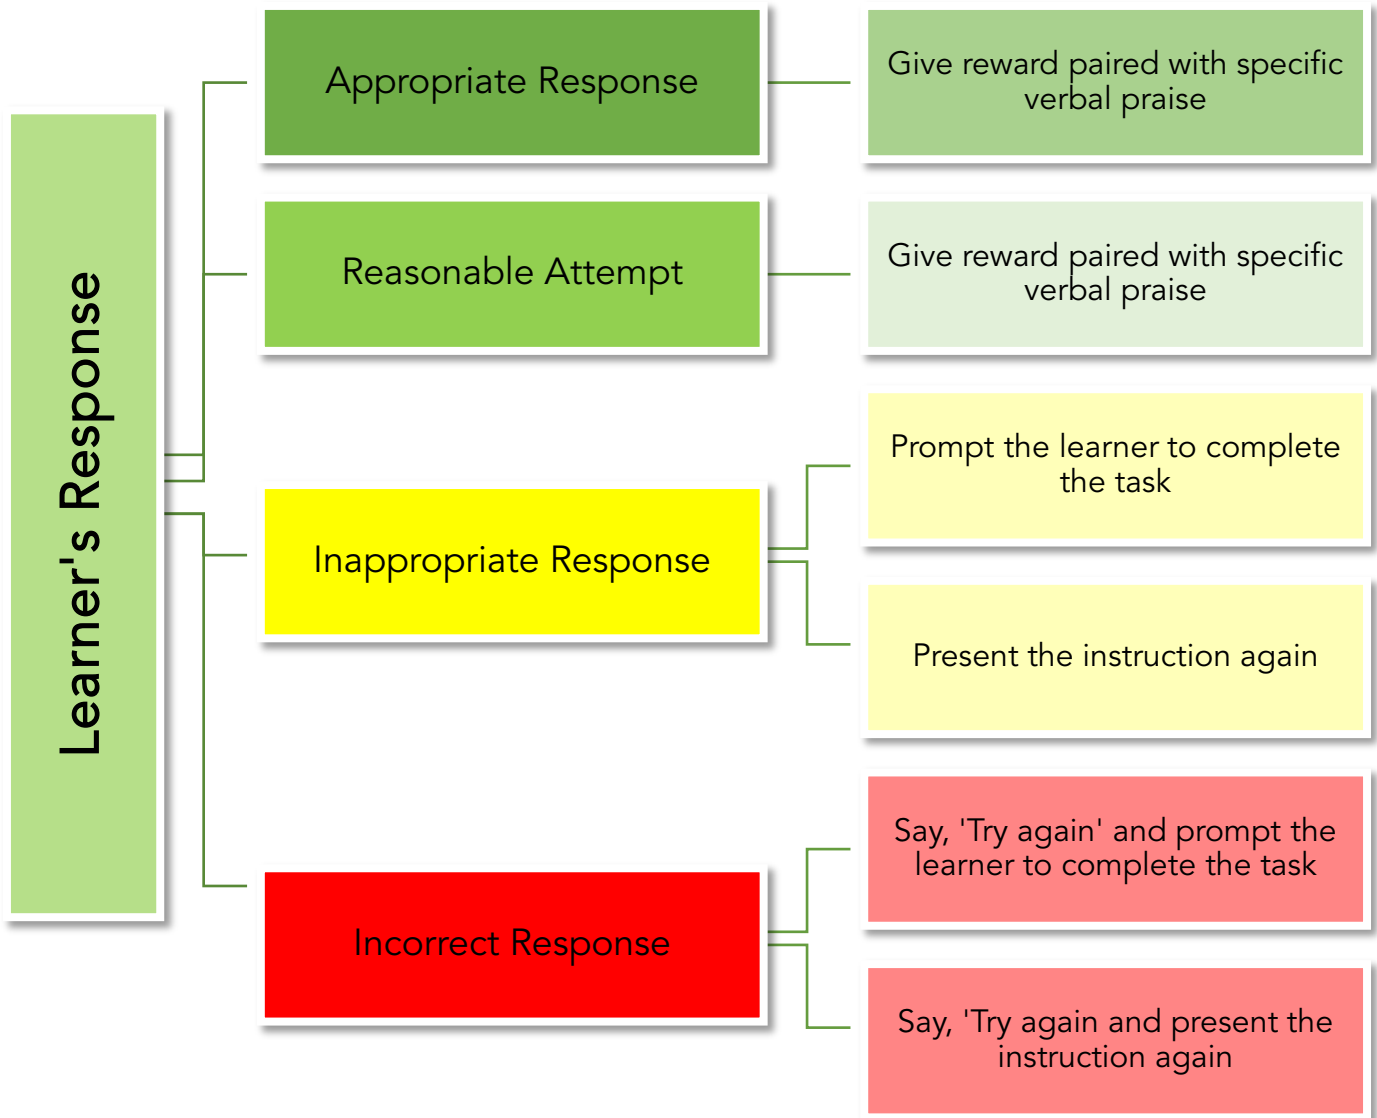 Learner's Response
Appropriate Response
Give reward paired with specific
verbal praise
Reasonable Attempt
Give reward paired with specific
verbal praise
Inappropriate Response
Prompt the learner to complete
the task
Present the instruction again
Incorrect Response
Say, 'Try again' and prompt the
learner to complete the task
Say, 'Try again and present the
instruction again